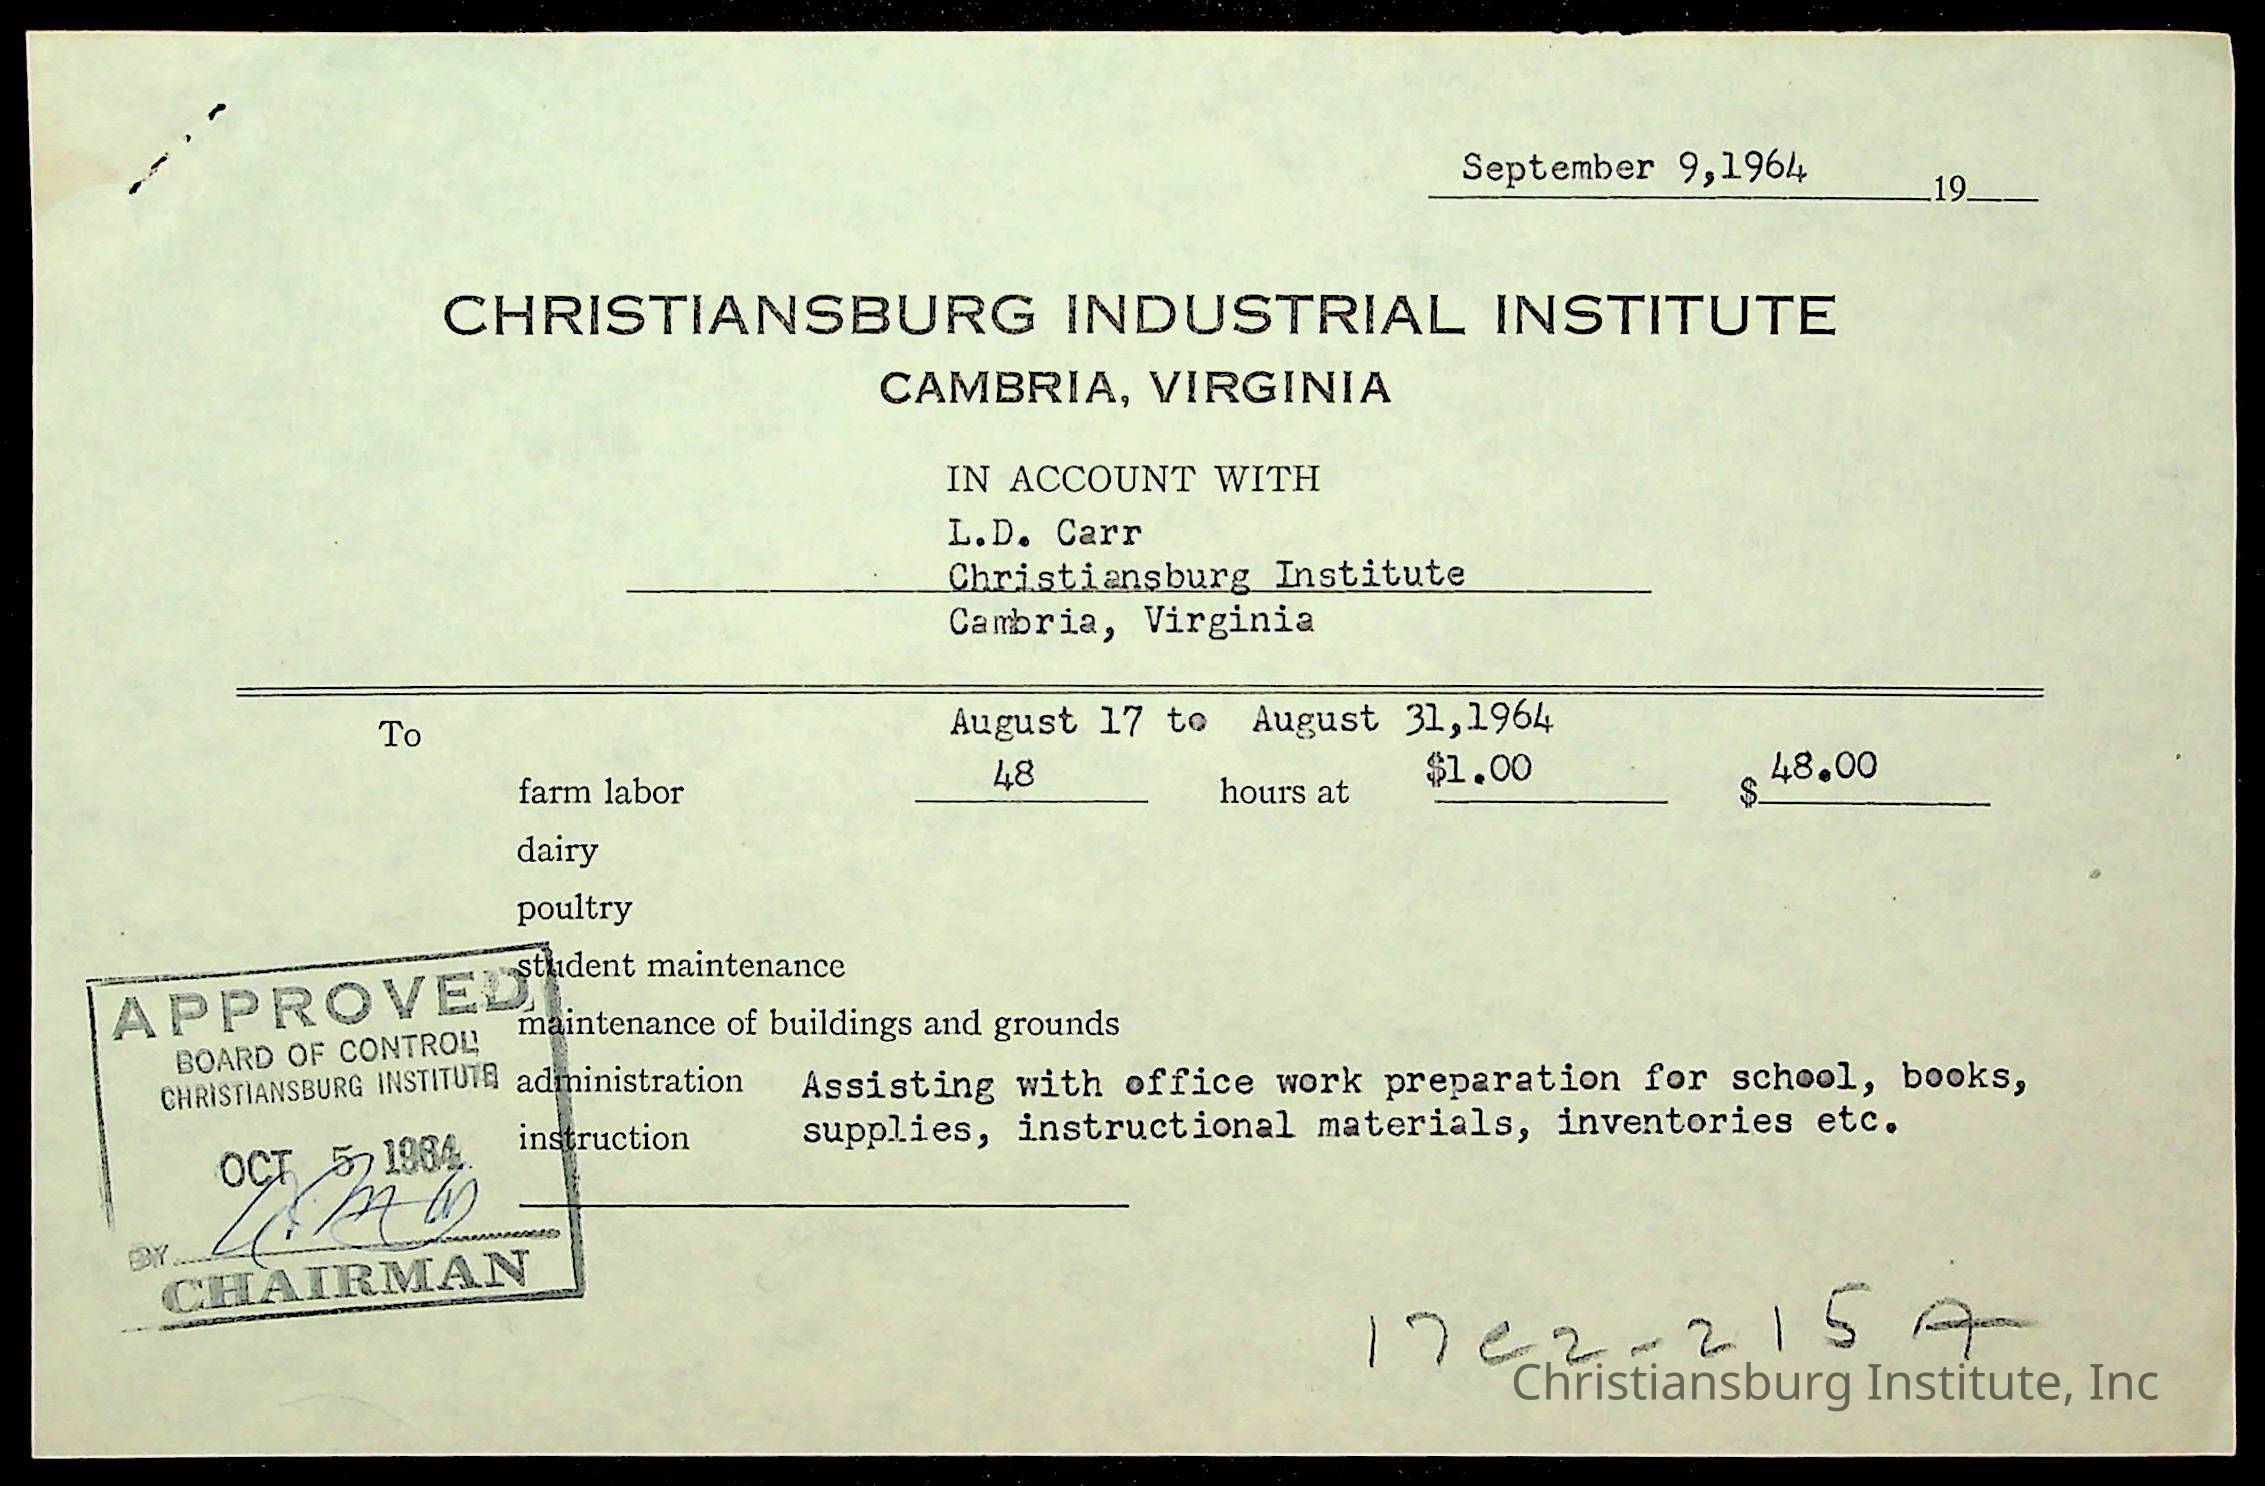 September 9,1964 19
CHRISTIANSBURG INDUSTRIAL INSTITUTE
CAMBRIA, VIRGINIA
IN ACCOUNT WITH
L.D. Carr
Christiansburg Institute
Cambria, Virginia
To August 17 to August 31,1964
farm labor 48 hours at $1.00 $ 48.00
dairy
poultry
student maintenance
maintenance of buildings and grounds
administration Assisting with office work preparation for school, books,
instruction supplies, instructional materials, inventories etc.
APPROVED
BOARD OF CONTROL
CHRISTIANSBURG INSTITUTE
OCT 5 1964
BY
CHAIRMAN
17e2-215A
Christiansburg Institute, Inc